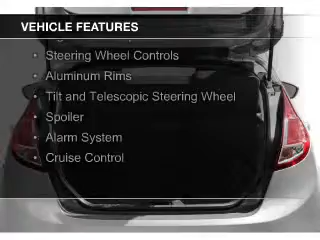 VEHICLE FEATURES
• Steering Wheel Controls
• Aluminum Rims
• Tilt and Telescopic Steering Wheel
• Spoiler
• Alarm System
• Cruise Control